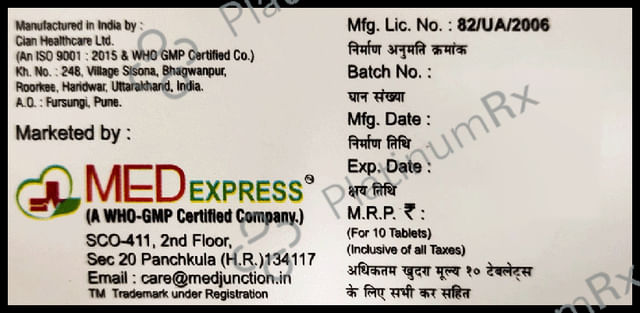 Manufactured in India by :
Cian Healthcare Ltd.
(An ISO 9001 : 2015 & WHO GMP Certified Co.)
Kh. No. : 248, Village Sisona, Bhagwanpur,
Roorkee, Haridwar, Uttarakhand, India.
A.O. : Fursungi, Pune.
Marketed by :
MEDEXPRESS
(A WHO-GMP Certified Company.)
SCO-411, 2nd Floor,
Sec 20 Panchkula (H.R.)134117
Email : care@medjunction.in
TM Trademark under Registration
Mfg. Lic. No. : 82/UA/2006
निर्माण अनुमति क्रमांक
Batch No. :
घान संख्या
Mfg. Date :
निर्माण तिथि
Exp. Date :
क्षय तिथि
M.R.P. ₹ :
(For 10 Tablets)
(Inclusive of all Taxes)
अधिकतम खुदरा मूल्य १० टेबलेट्स
के लिए सभी कर सहित
PlatinumRx
PlatinumRx
PlatinumRx